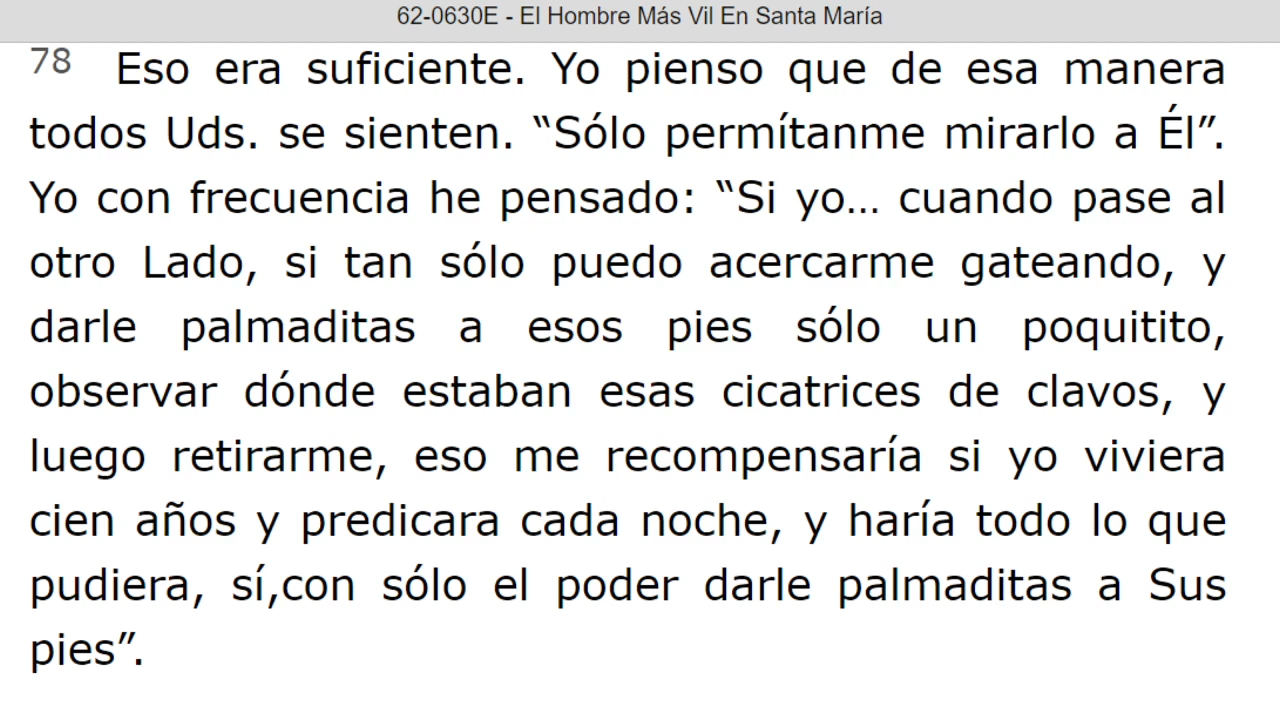 62-0630E - El Hombre Más Vil En Santa María
78 Eso era suficiente. Yo pienso que de esa manera
todos Uds. se sienten. “Sólo permítanme mirarlo a Él”.
Yo con frecuencia he pensado: “Si yo… cuando pase al
otro Lado, si tan sólo puedo acercarme gateando, y
darle palmaditas a esos pies sólo un poquitito,
observar dónde estaban esas cicatrices de clavos, y
luego retirarme, eso me recompensaría si yo viviera
cien años y predicara cada noche, y haría todo lo que
pudiera, sí,con sólo el poder darle palmaditas a Sus
pies”.